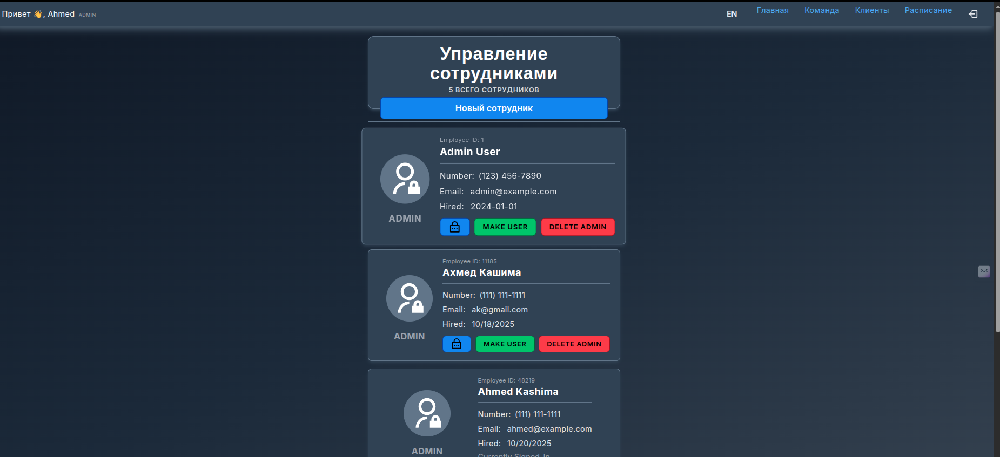 Привет 👋, Ahmed ADMIN
EN Главная Команда Клиенты Расписание
Управление
сотрудниками
5 ВСЕГО СОТРУДНИКОВ
Новый сотрудник
Employee ID: 1
Admin User
Number: (123) 456-7890
Email: admin@example.com
Hired: 2024-01-01
ADMIN
MAKE USER DELETE ADMIN
Employee ID: 11185
Ахмед Кашима
Number: (111) 111-1111
Email: ak@gmail.com
Hired: 10/18/2025
ADMIN
MAKE USER DELETE ADMIN
Employee ID: 48219
Ahmed Kashima
Number: (111) 111-1111
Email: ahmed@example.com
Hired: 10/20/2025
ADMIN
Currently Signed-In